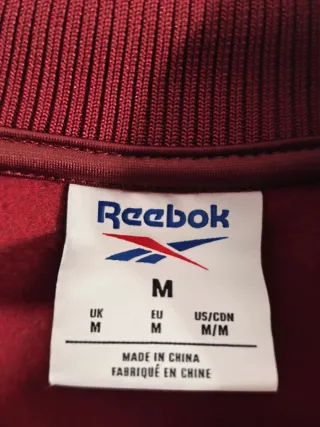 Reebok
M
UK EU US/CDN
M M M/M
MADE IN CHINA
FABRIQUÉ EN CHINE